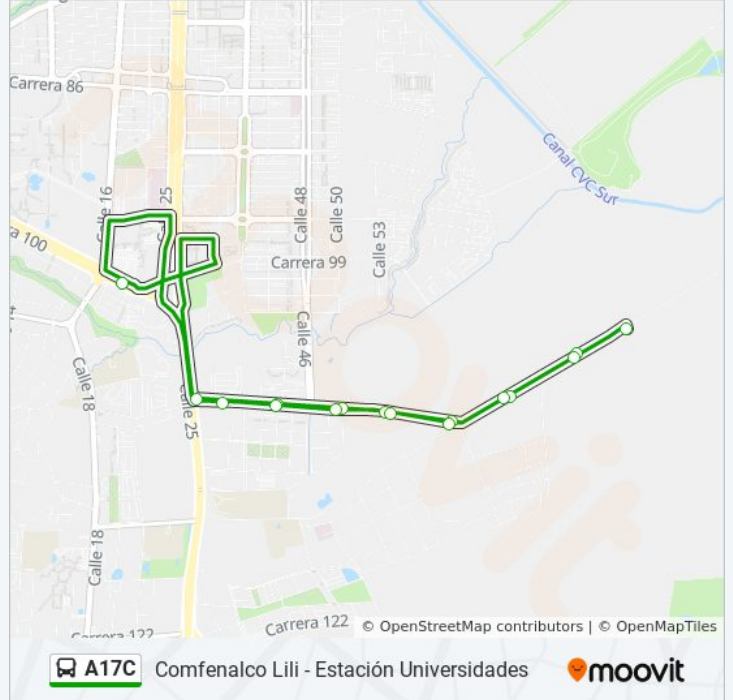 Carrera 86
Canal CVC Sur
Calle 16
25
Calle 48
Calle 50
Calle 53
a 100
Carrera 99
Calle 46
Calle 18
Calle 25
Calle 18
Carrera 122
Carrera 122
© OpenStreetMap contributors | © OpenMapTiles
A17C Comfenalco Lili - Estación Universidades moovit